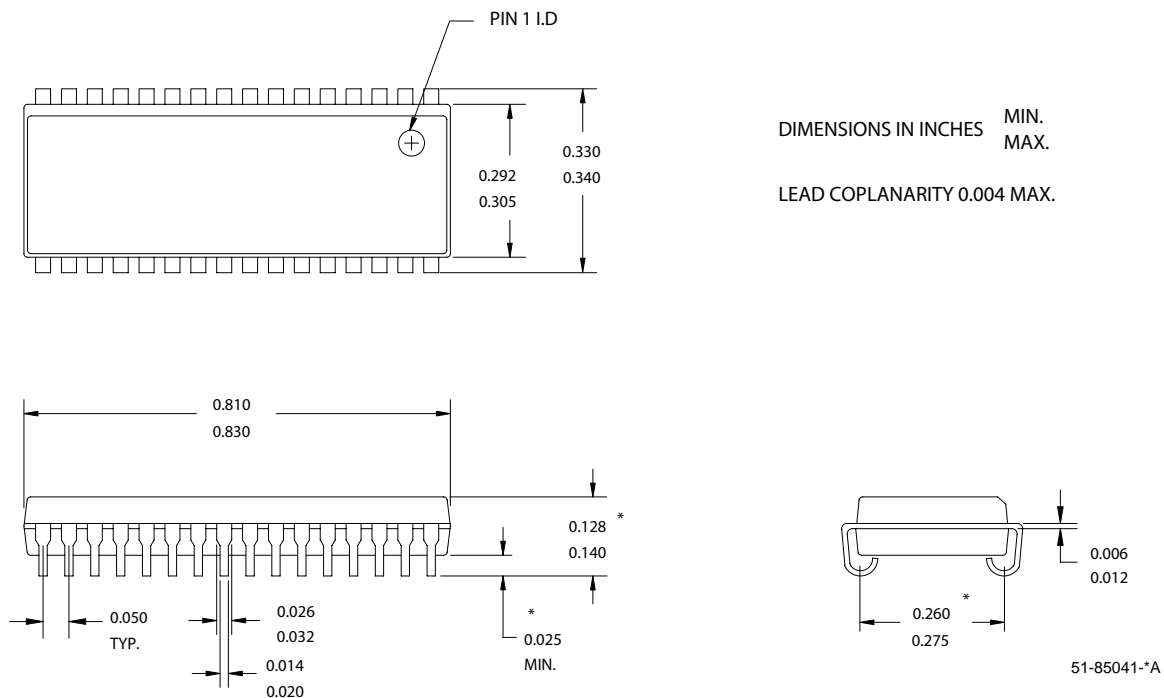 PIN 1 I.D
DIMENSIONS IN INCHES MIN.
MAX.
LEAD COPLANARITY 0.004 MAX.
0.292
0.305
0.330
0.340
0.810
0.830
0.128 *
0.140
0.050
TYP.
0.026
0.032
0.014
0.020
*
0.025
MIN.
0.006
0.012
*
0.260
0.275
51-85041-*A